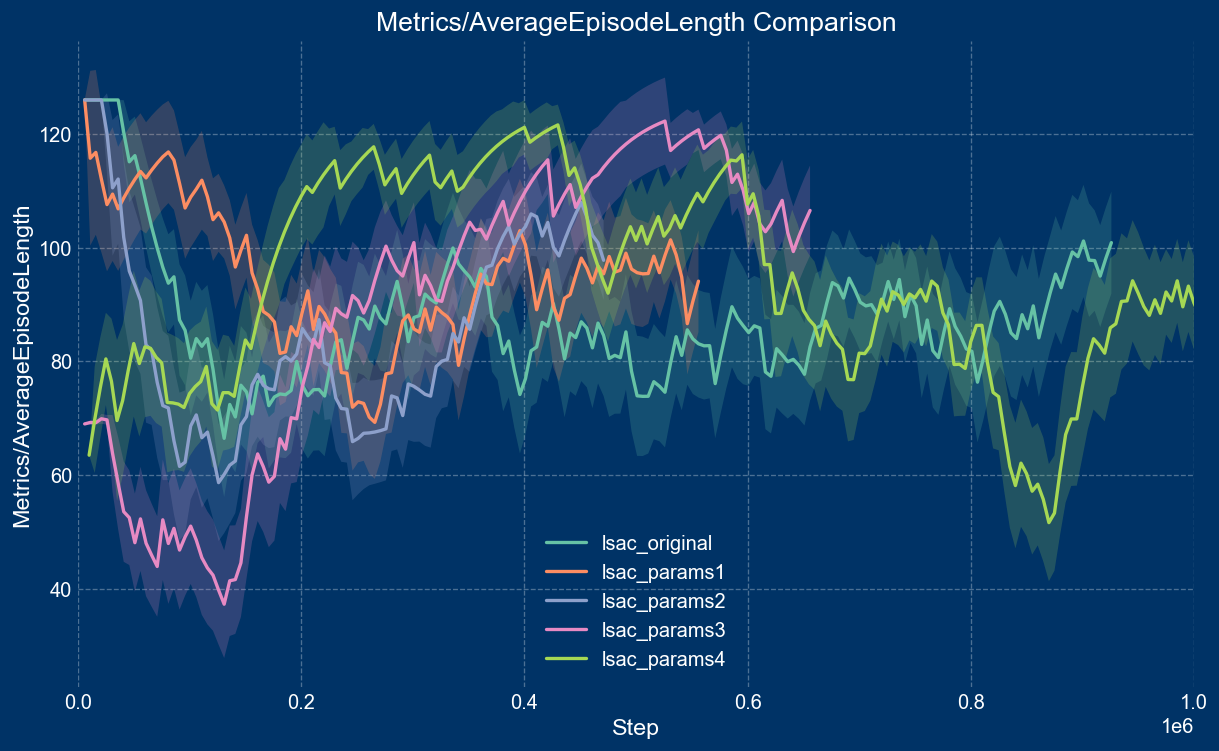 Metrics/AverageEpisodeLength Comparison
Metrics/AverageEpisodeLength
120
100
80
60
40
lsac_original
lsac_params1
lsac_params2
lsac_params3
lsac_params4
0.0 0.2 0.4 0.6 0.8 1.0
Step
1e6